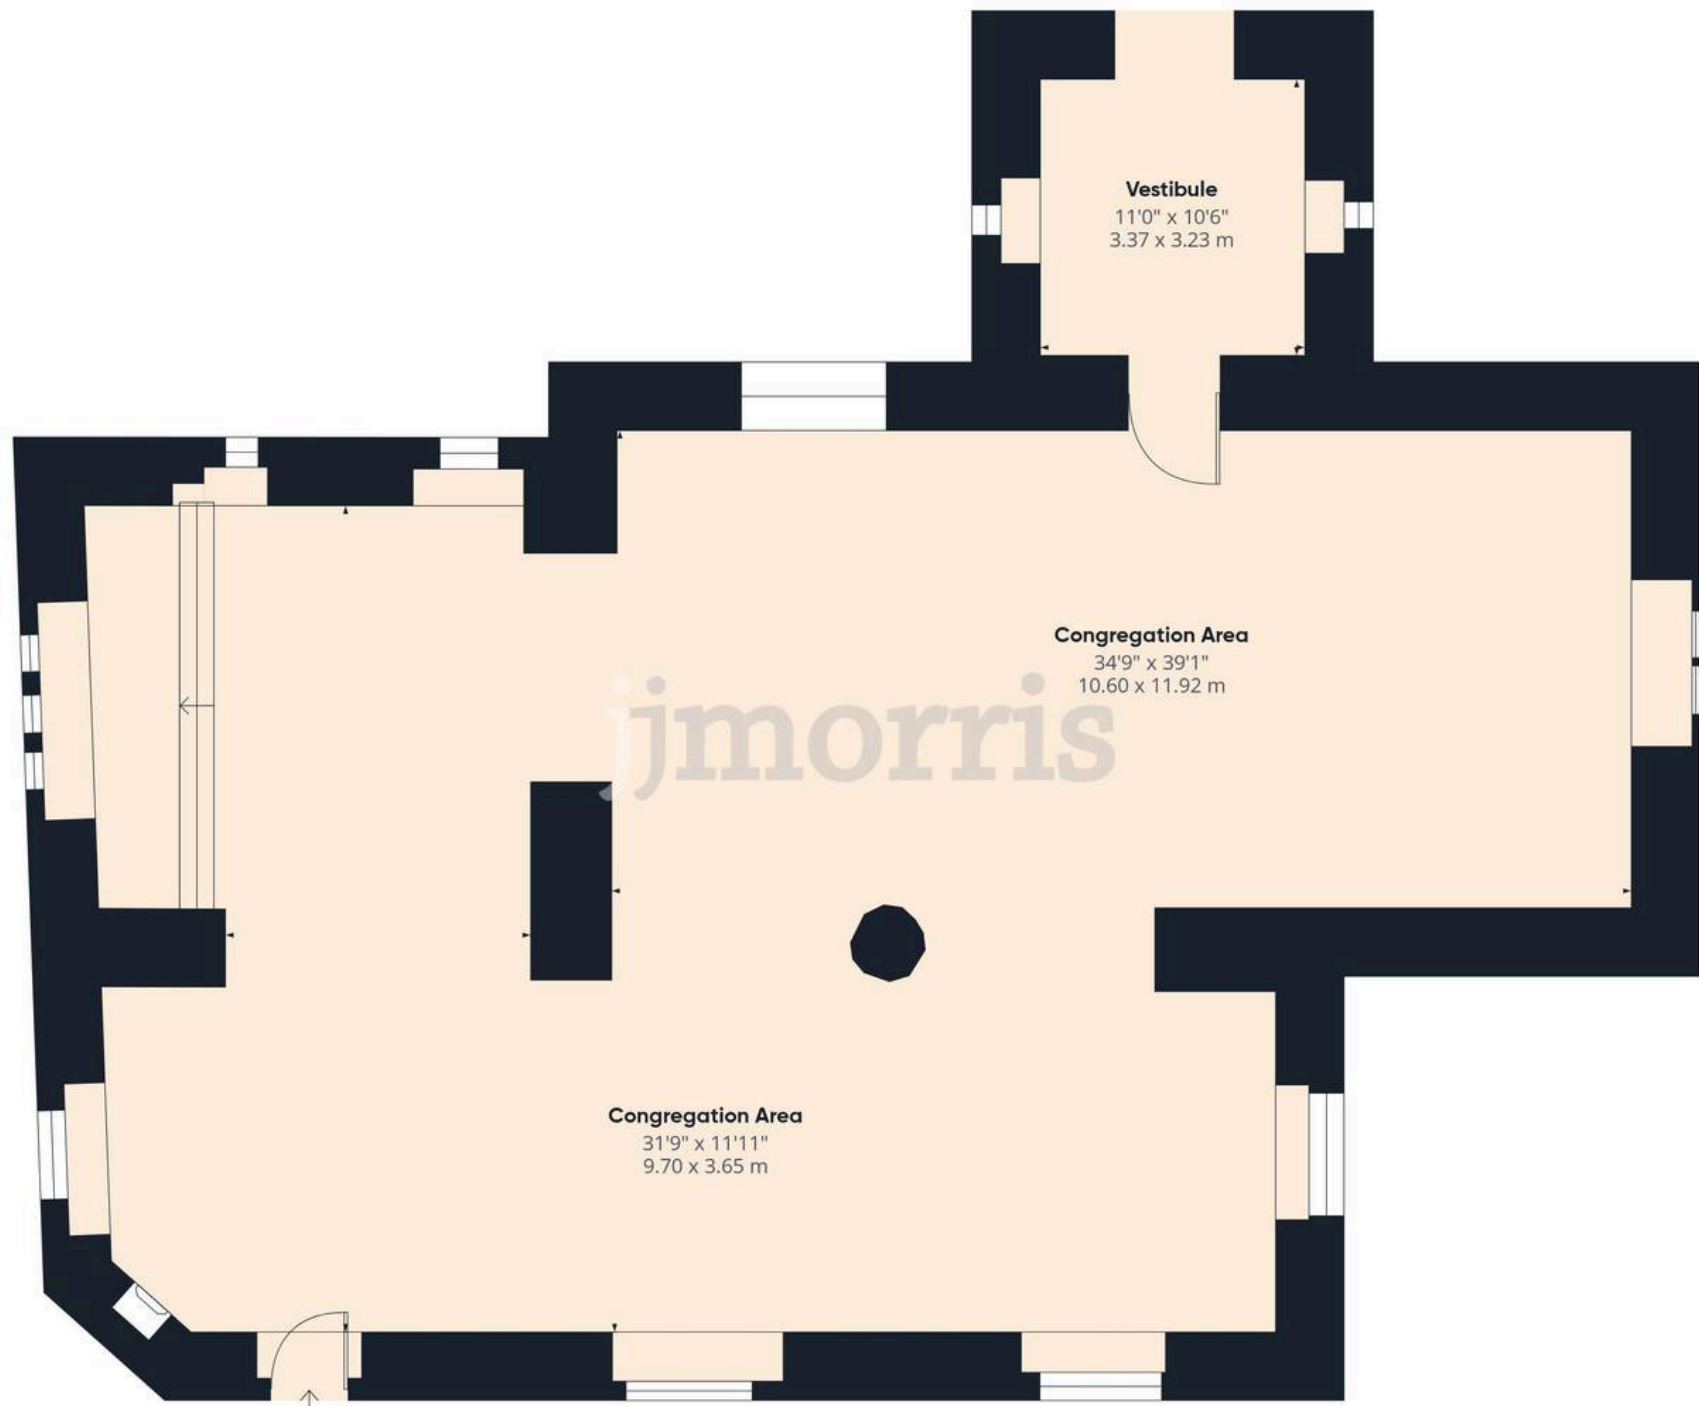 Vestibule
11'0" x 10'6"
3.37 x 3.23 m
Congregation Area
34'9" x 39'1"
10.60 x 11.92 m
jjmorris
Congregation Area
31'9" x 11'11"
9.70 x 3.65 m